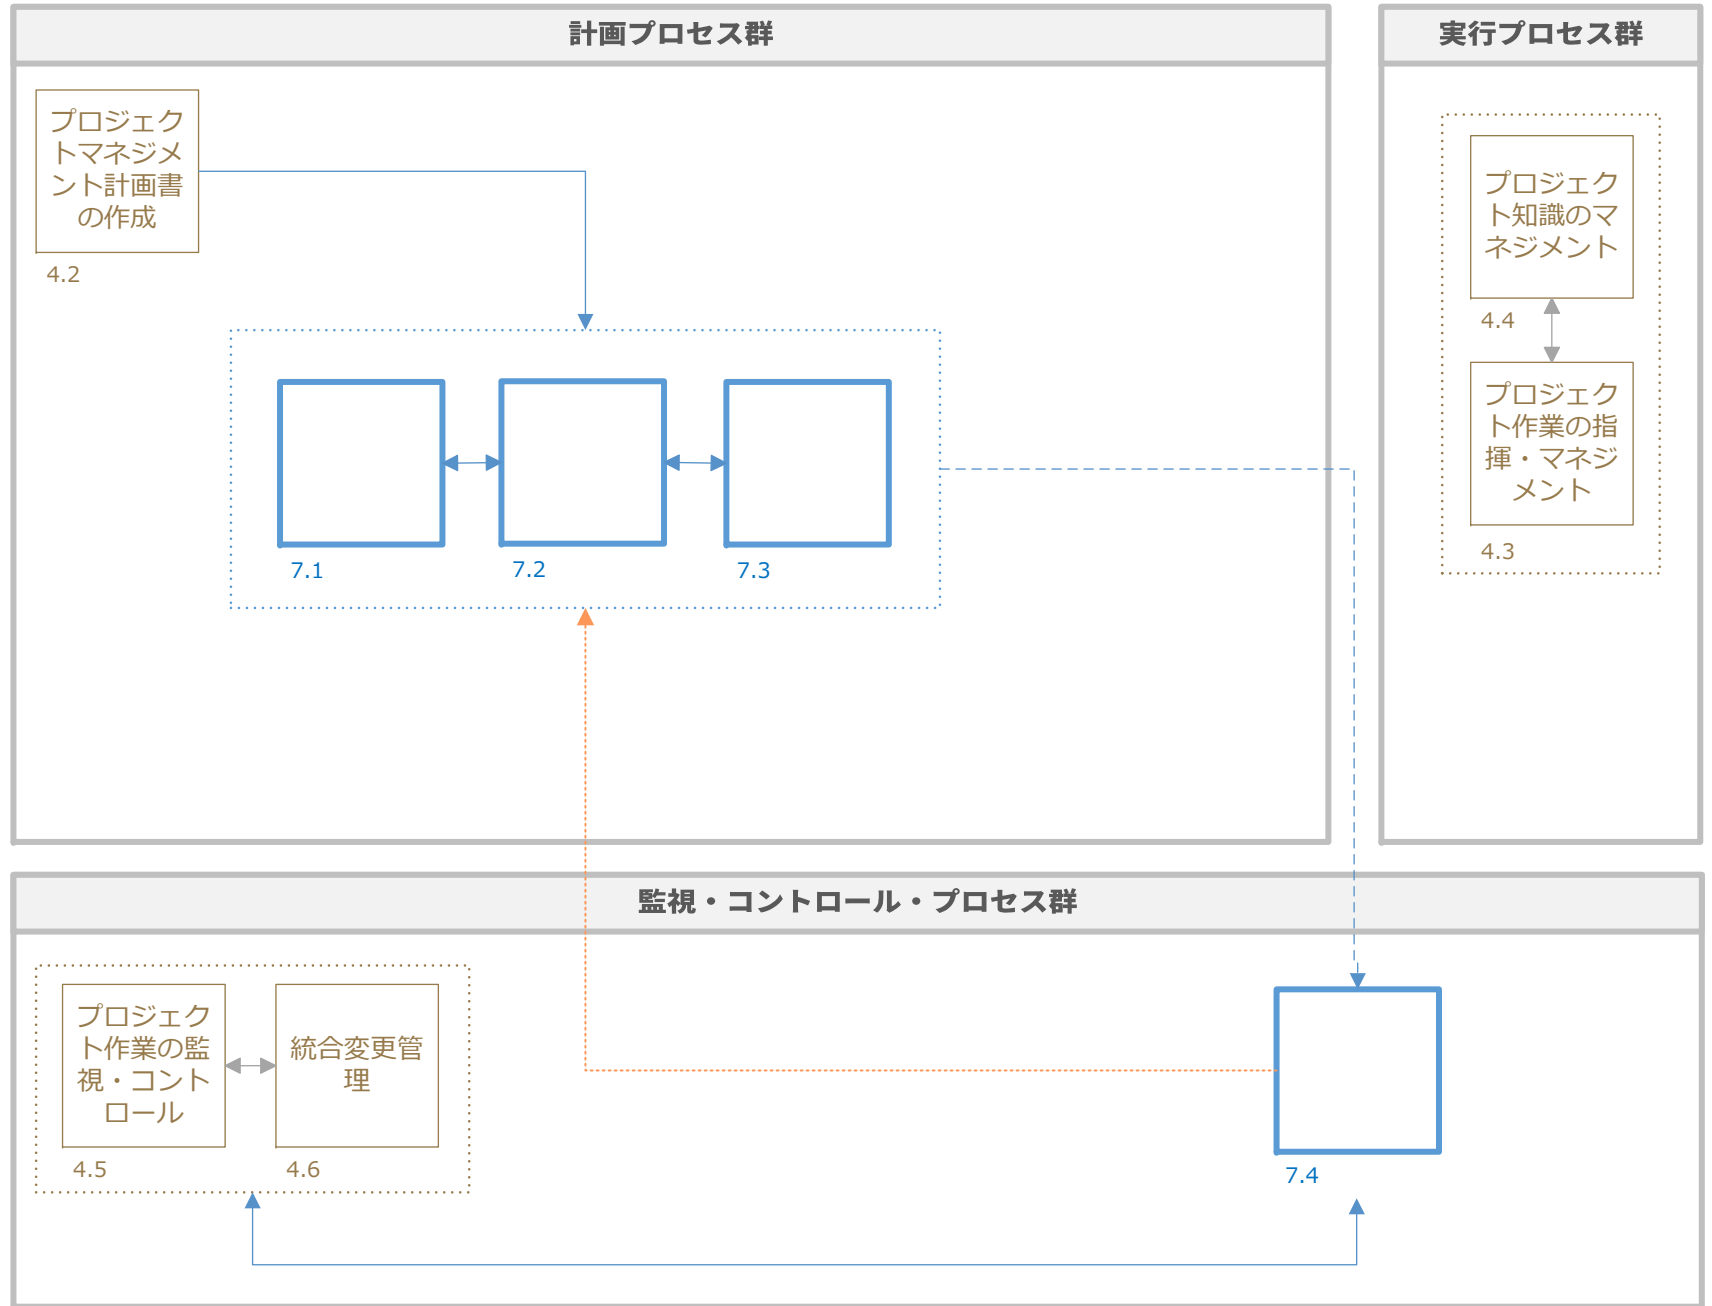 計画プロセス群
実行プロセス群
プロジェク
トマネジメ
ント計画書
の作成
4.2
プロジェク
ト知識のマ
ネジメント
4.4
プロジェク
ト作業の指
揮・マネジ
メント
4.3
7.1
7.2
7.3
監視・コントロール・プロセス群
プロジェク
ト作業の監
視・コント
ロール
4.5
統合変更管
理
4.6
7.4